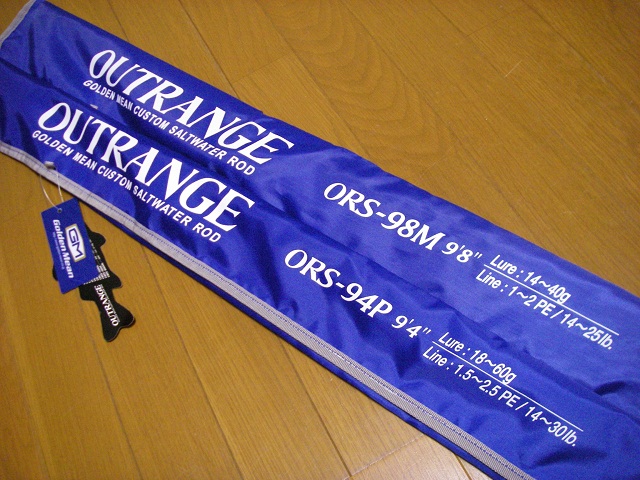 OUTRANGE
GOLDEN MEAN CUSTOM SALTWATER ROD
ORS-98M 9'8"
Lure : 14~40g
Line : 1~2 PE / 14~25lb.
OUTRANGE
GOLDEN MEAN CUSTOM SALTWATER ROD
ORS-94P 9'4"
Lure : 18~60g
Line : 1.5~2.5 PE / 14~30lb.
GM
Golden Mean
OUTRANGE